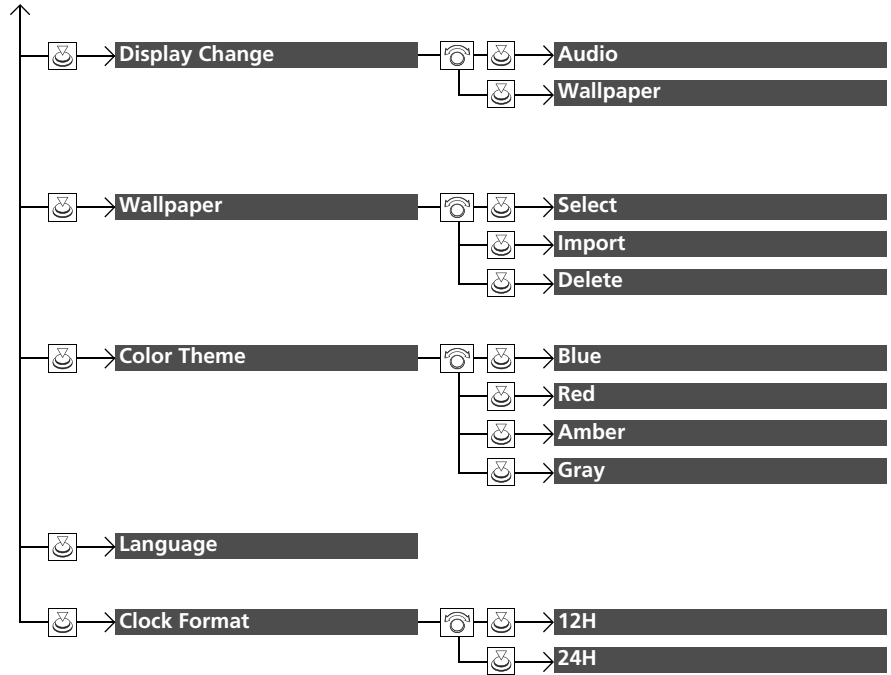 Display Change
Audio
Wallpaper
Wallpaper
Select
Import
Delete
Color Theme
Blue
Red
Amber
Gray
Language
Clock Format
12H
24H